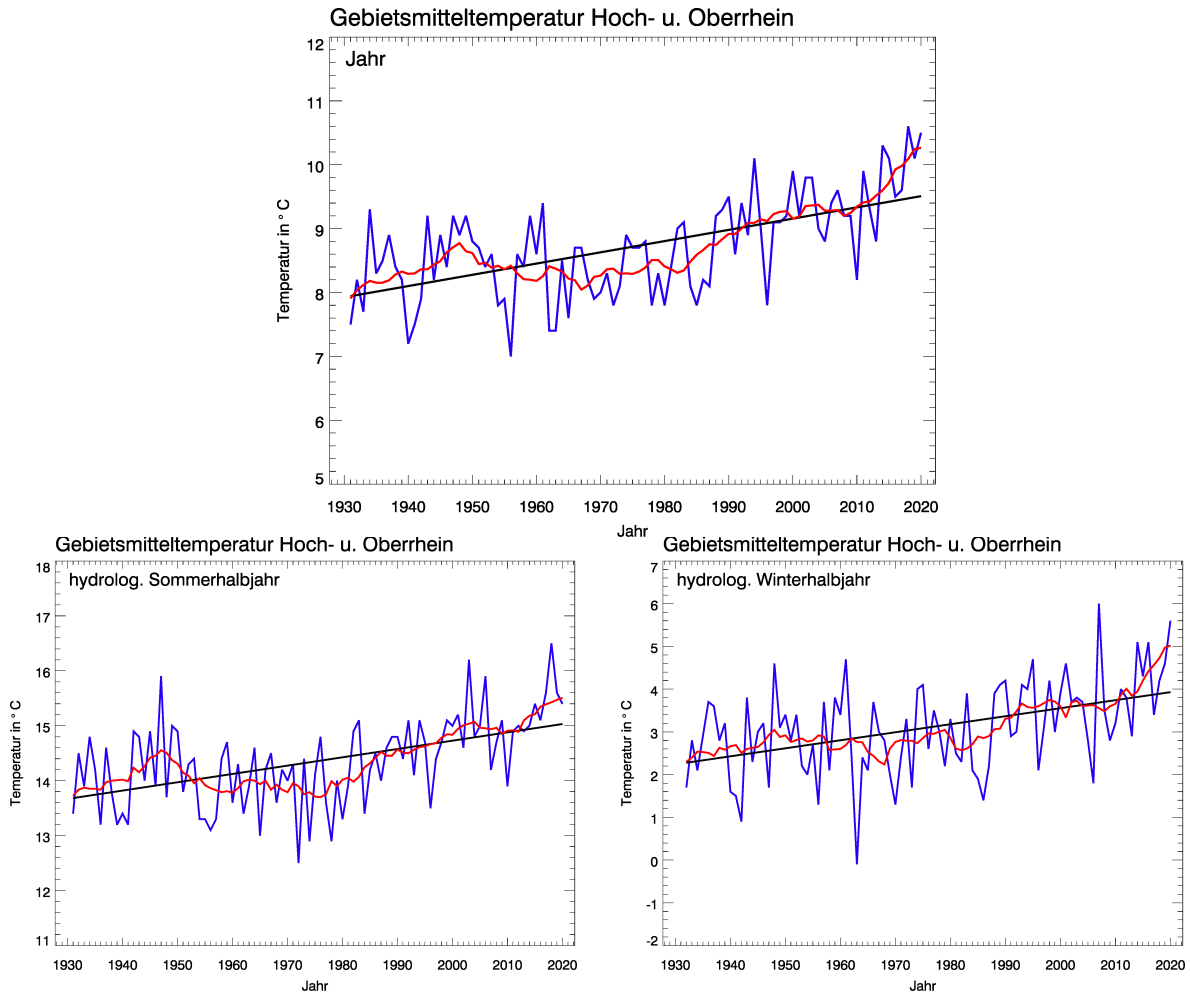 Gebietsmitteltemperatur Hoch- u. Oberrhein
Jahr
Temperatur in ° C
12
11
10
9
8
7
6
5
1930 1940 1950 1960 1970 1980 1990 2000 2010 2020
Jahr
Gebietsmitteltemperatur Hoch- u. Oberrhein
hydrolog. Sommerhalbjahr
Temperatur in ° C
18
17
16
15
14
13
12
11
1930 1940 1950 1960 1970 1980 1990 2000 2010 2020
Jahr
Gebietsmitteltemperatur Hoch- u. Oberrhein
hydrolog. Winterhalbjahr
Temperatur in ° C
7
6
5
4
3
2
1
0
-1
-2
1930 1940 1950 1960 1970 1980 1990 2000 2010 2020
Jahr